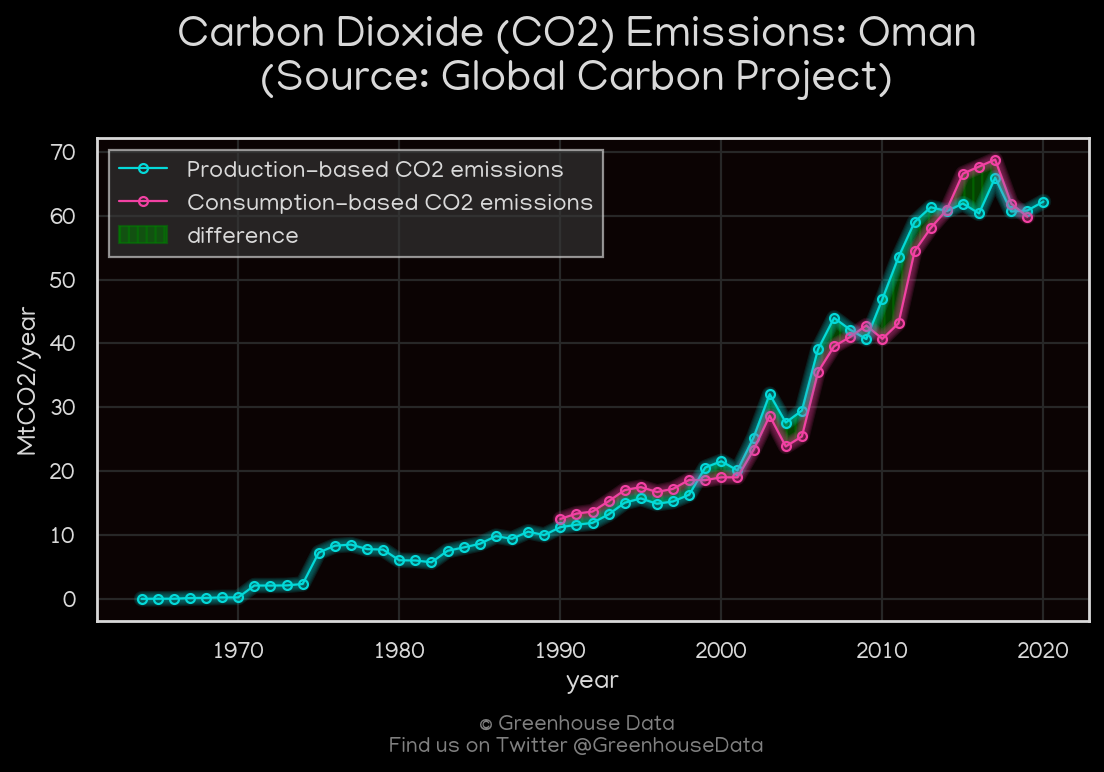 Carbon Dioxide (CO2) Emissions: Oman
(Source: Global Carbon Project)
Production-based CO2 emissions
Consumption-based CO2 emissions
difference
MtCO2/year
70
60
50
40
30
20
10
0
1970 1980 1990 2000 2010 2020
year
© Greenhouse Data
Find us on Twitter @GreenhouseData